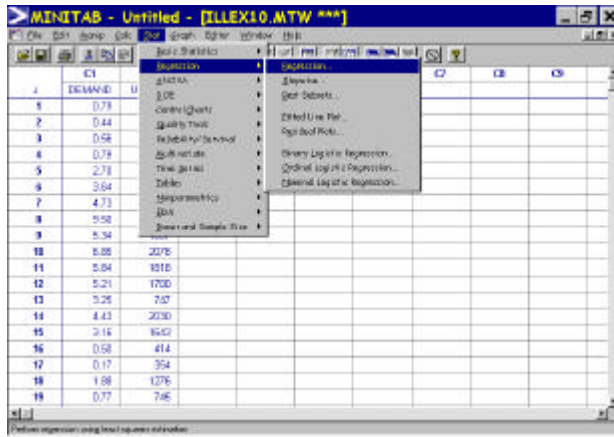 MINITAB - Untitled - [ILLEX10.MTW ***]
File Edit Manip Calc Stat Graph Editor Window Help
Basic Statistics
Regression
ANOVA
DOE
Control Charts
Quality Tools
Reliability/Survival
Multivariate
Time Series
Tables
Nonparametrics
EDA
Power and Sample Size
Regression...
Stepwise...
Best Subsets...
Fitted Line Plot...
Residual Plots...
Binary Logistic Regression...
Ordinal Logistic Regression...
Nominal Logistic Regression...
C1 C7 C8 C9
DEMAND U
1 0.79
2 0.44
3 0.56
4 0.79
5 2.70
6 3.64
7 4.73
8 9.50
9 5.34
10 6.85 2078
11 5.84 1818
12 5.21 1700
13 3.25 747
14 4.43 2030
15 3.16 1643
16 0.50 414
17 0.17 354
18 1.88 1276
19 0.77 745
Perform regression using least squares estimation